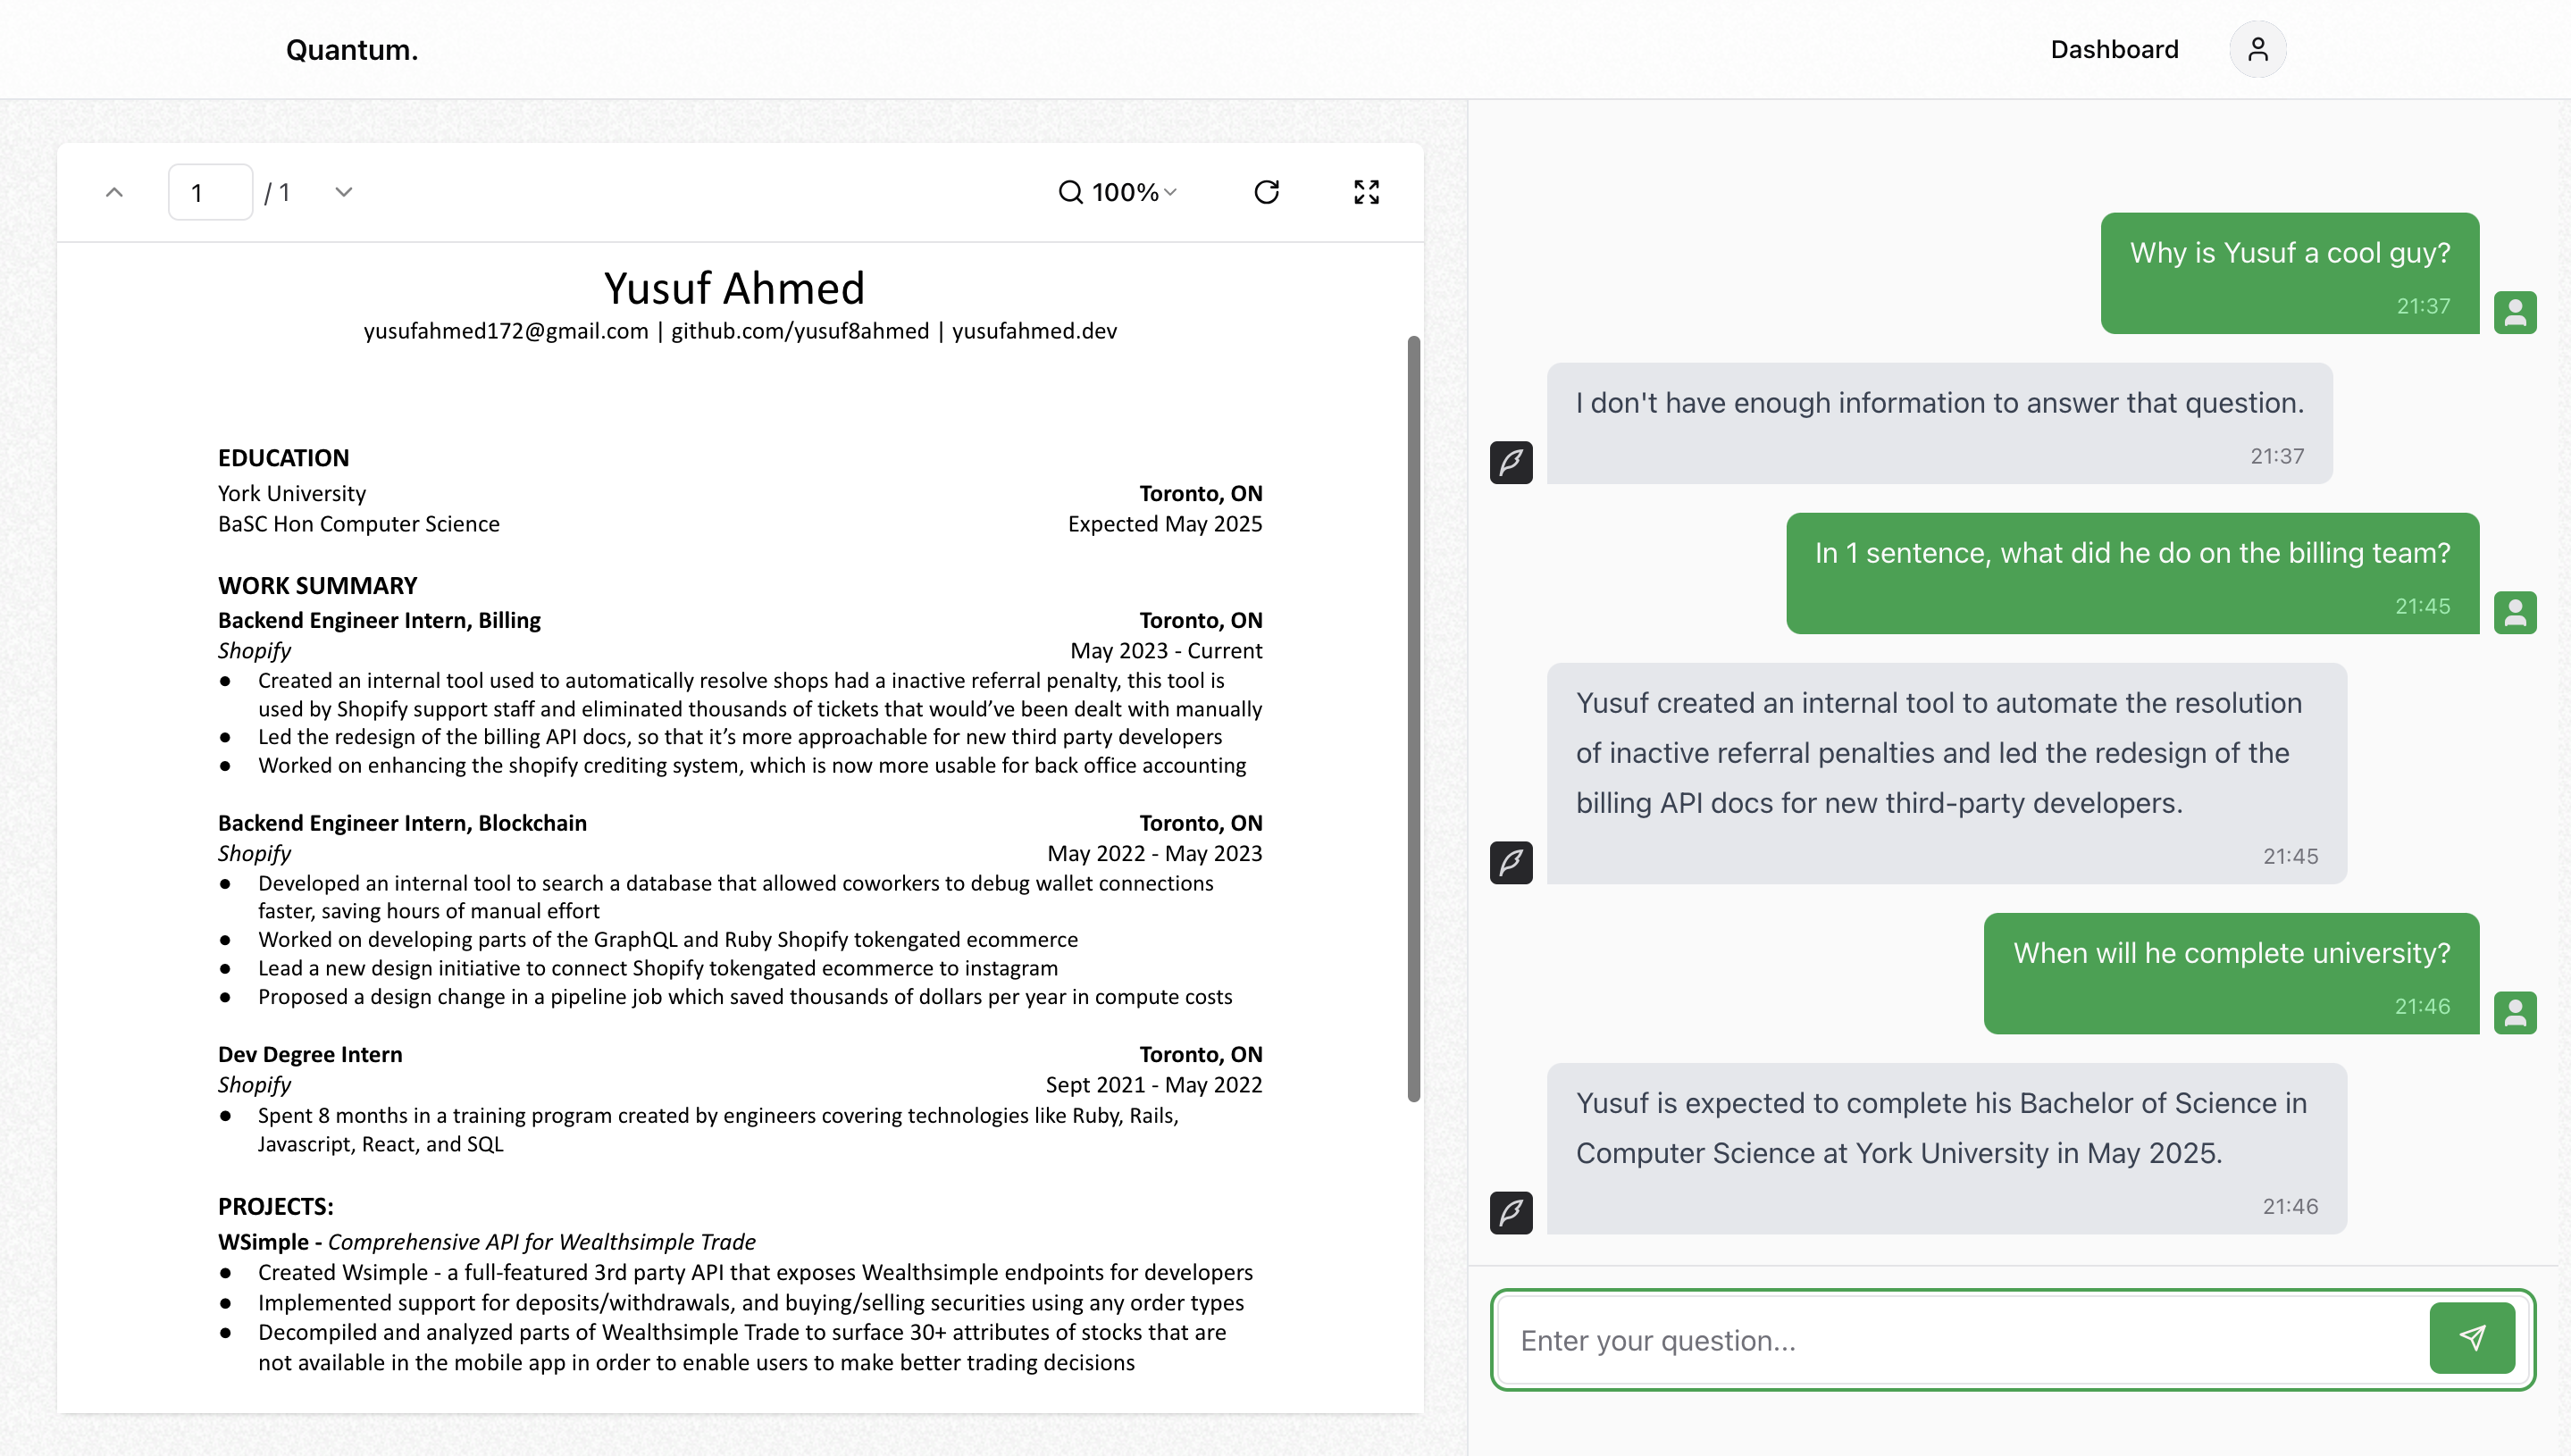 Quantum.
Dashboard
1 / 1
100%
Yusuf Ahmed
yusufahmed172@gmail.com | github.com/yusuf8ahmed | yusufahmed.dev
EDUCATION
York University Toronto, ON
BaSC Hon Computer Science Expected May 2025
WORK SUMMARY
Backend Engineer Intern, Billing Toronto, ON
Shopify May 2023 - Current
● Created an internal tool used to automatically resolve shops had a inactive referral penalty, this tool is
used by Shopify support staff and eliminated thousands of tickets that would’ve been dealt with manually
● Led the redesign of the billing API docs, so that it’s more approachable for new third party developers
● Worked on enhancing the shopify crediting system, which is now more usable for back office accounting
Backend Engineer Intern, Blockchain Toronto, ON
Shopify May 2022 - May 2023
● Developed an internal tool to search a database that allowed coworkers to debug wallet connections
faster, saving hours of manual effort
● Worked on developing parts of the GraphQL and Ruby Shopify tokengated ecommerce
● Lead a new design initiative to connect Shopify tokengated ecommerce to instagram
● Proposed a design change in a pipeline job which saved thousands of dollars per year in compute costs
Dev Degree Intern Toronto, ON
Shopify Sept 2021 - May 2022
● Spent 8 months in a training program created by engineers covering technologies like Ruby, Rails,
Javascript, React, and SQL
PROJECTS:
WSimple - Comprehensive API for Wealthsimple Trade
● Created Wsimple - a full-featured 3rd party API that exposes Wealthsimple endpoints for developers
● Implemented support for deposits/withdrawals, and buying/selling securities using any order types
● Decompiled and analyzed parts of Wealthsimple Trade to surface 30+ attributes of stocks that are
not available in the mobile app in order to enable users to make better trading decisions
Why is Yusuf a cool guy?
21:37
I don't have enough information to answer that question.
21:37
In 1 sentence, what did he do on the billing team?
21:45
Yusuf created an internal tool to automate the resolution
of inactive referral penalties and led the redesign of the
billing API docs for new third-party developers.
21:45
When will he complete university?
21:46
Yusuf is expected to complete his Bachelor of Science in
Computer Science at York University in May 2025.
21:46
Enter your question...